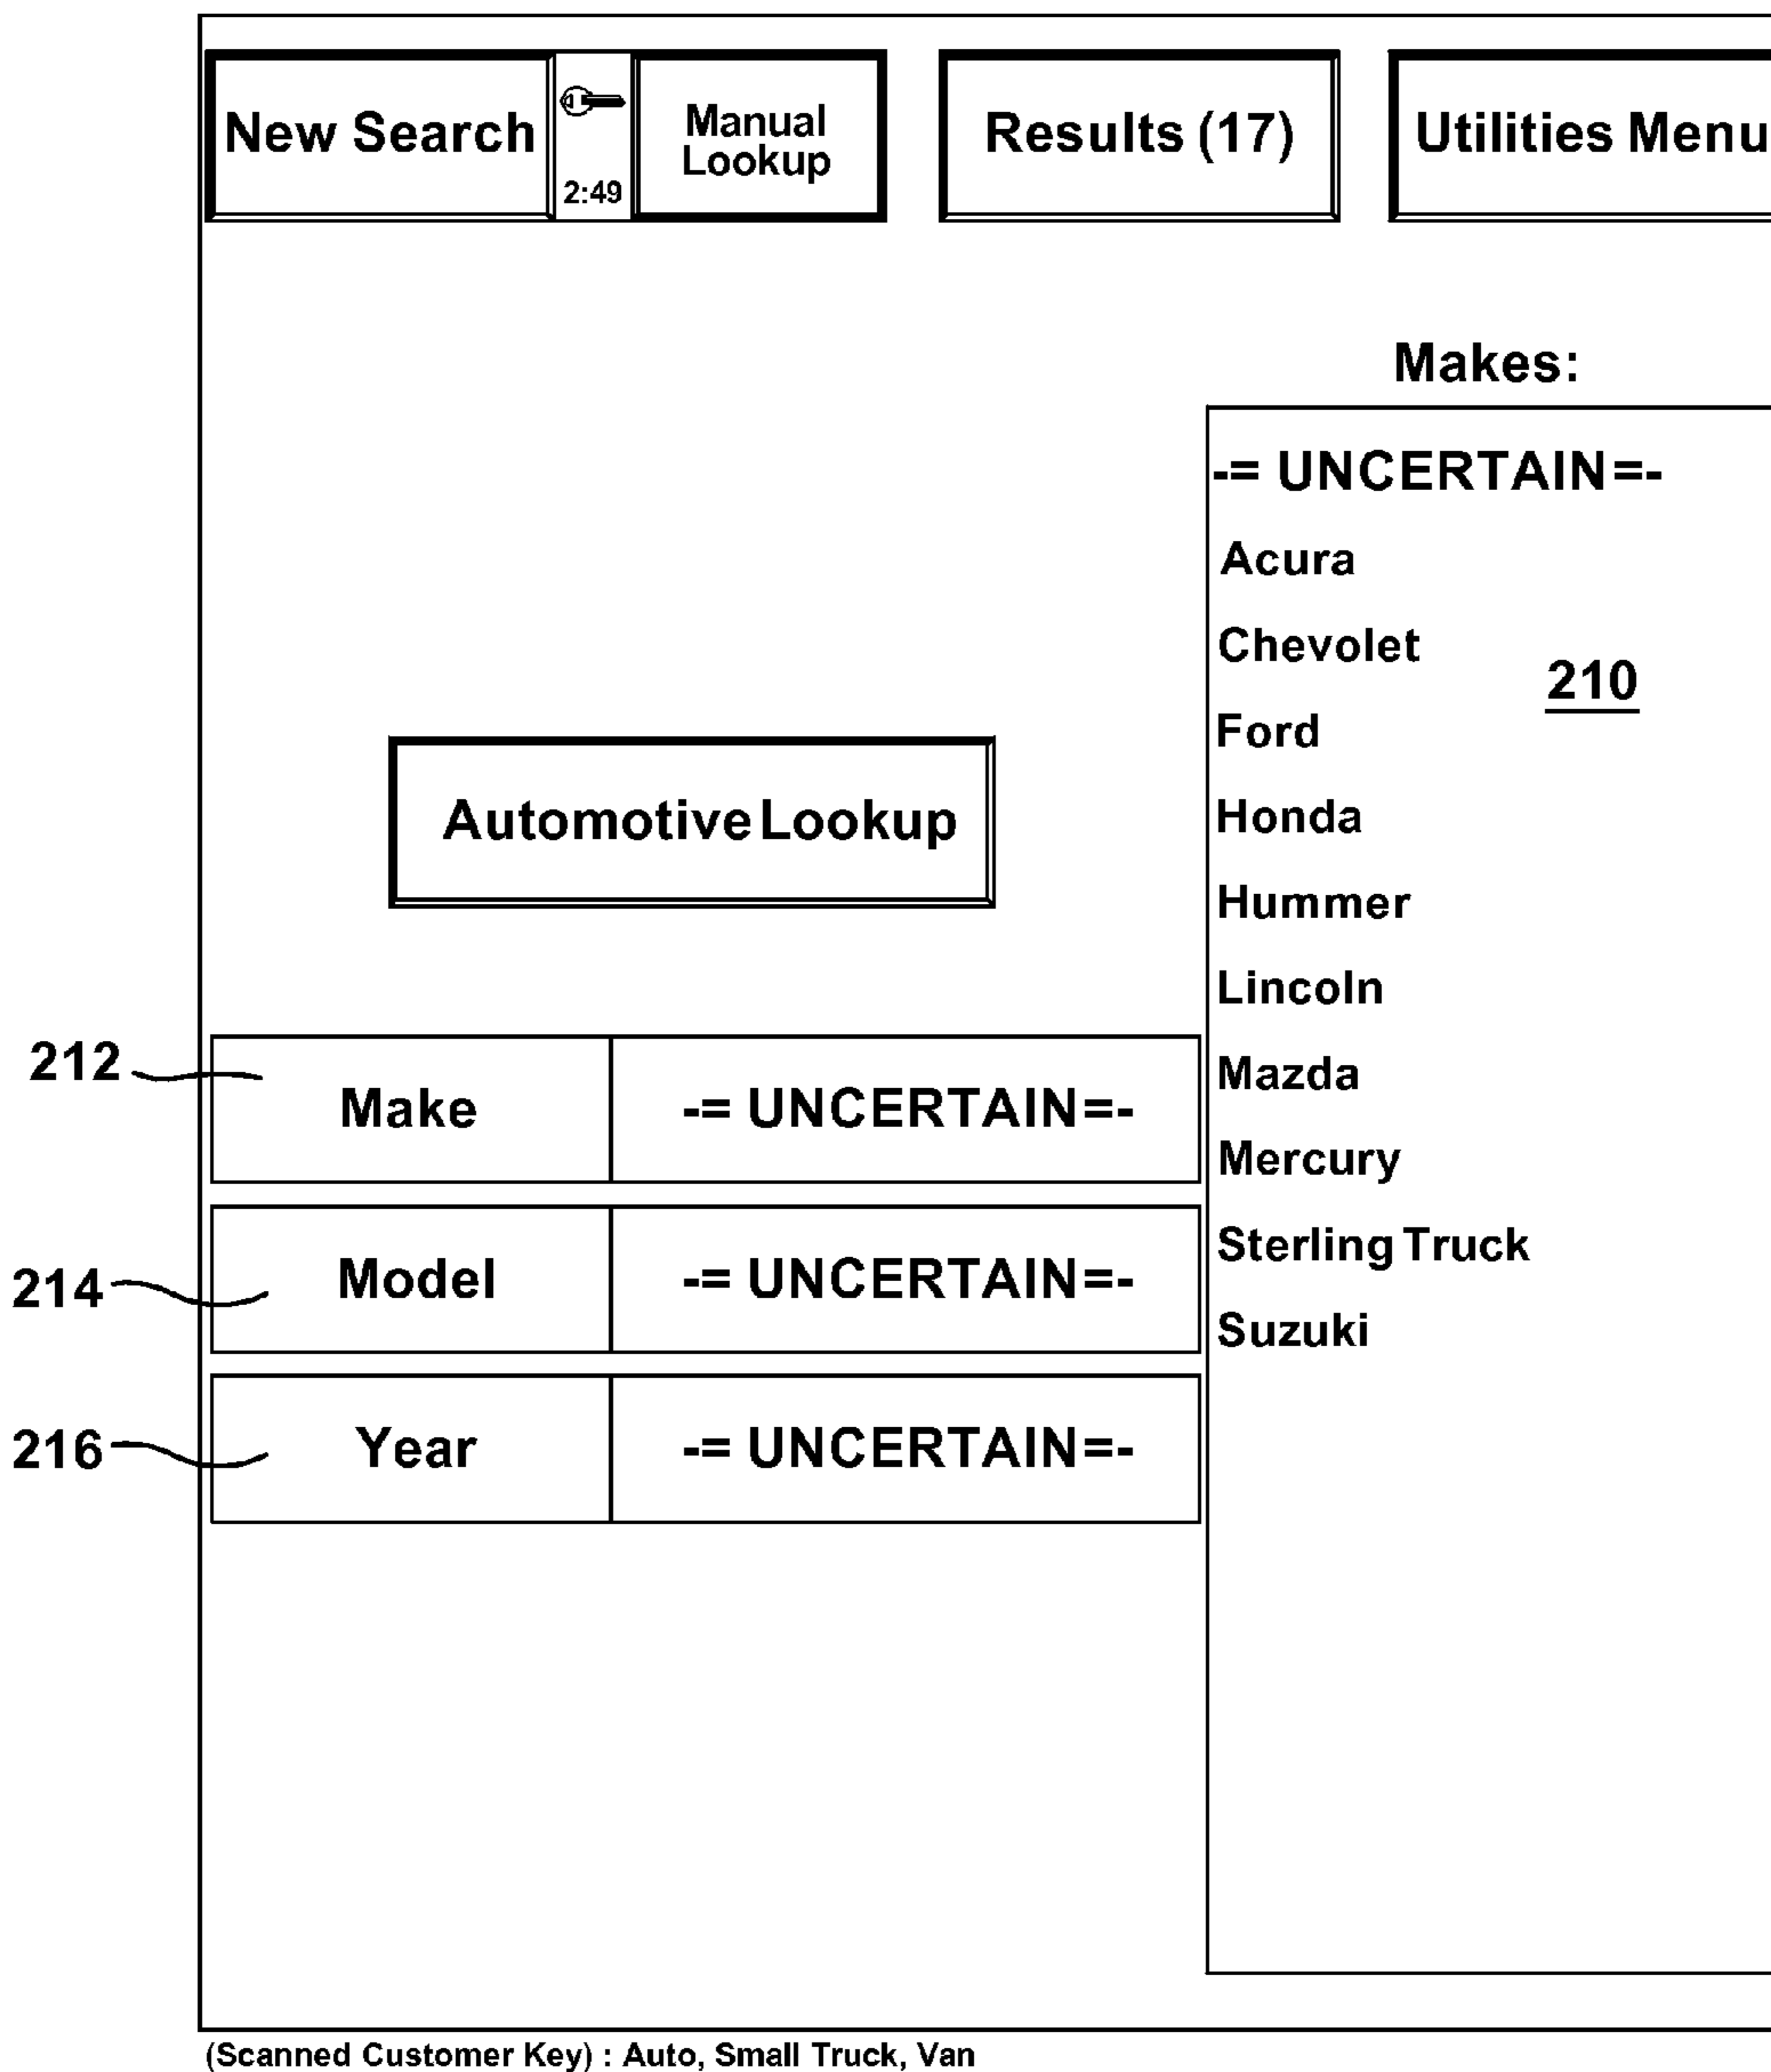 New Search
2:49
Manual
Lookup
Results (17)
Utilities Menu
Makes:
-= UNCERTAIN=-
Acura
Chevolet
210
Ford
Honda
Automotive Lookup
Hummer
Lincoln
Mazda
Mercury
Sterling Truck
Suzuki
212
Make
-= UNCERTAIN=-
214
Model
-= UNCERTAIN=-
216
Year
-= UNCERTAIN=-
(Scanned Customer Key) : Auto, Small Truck, Van